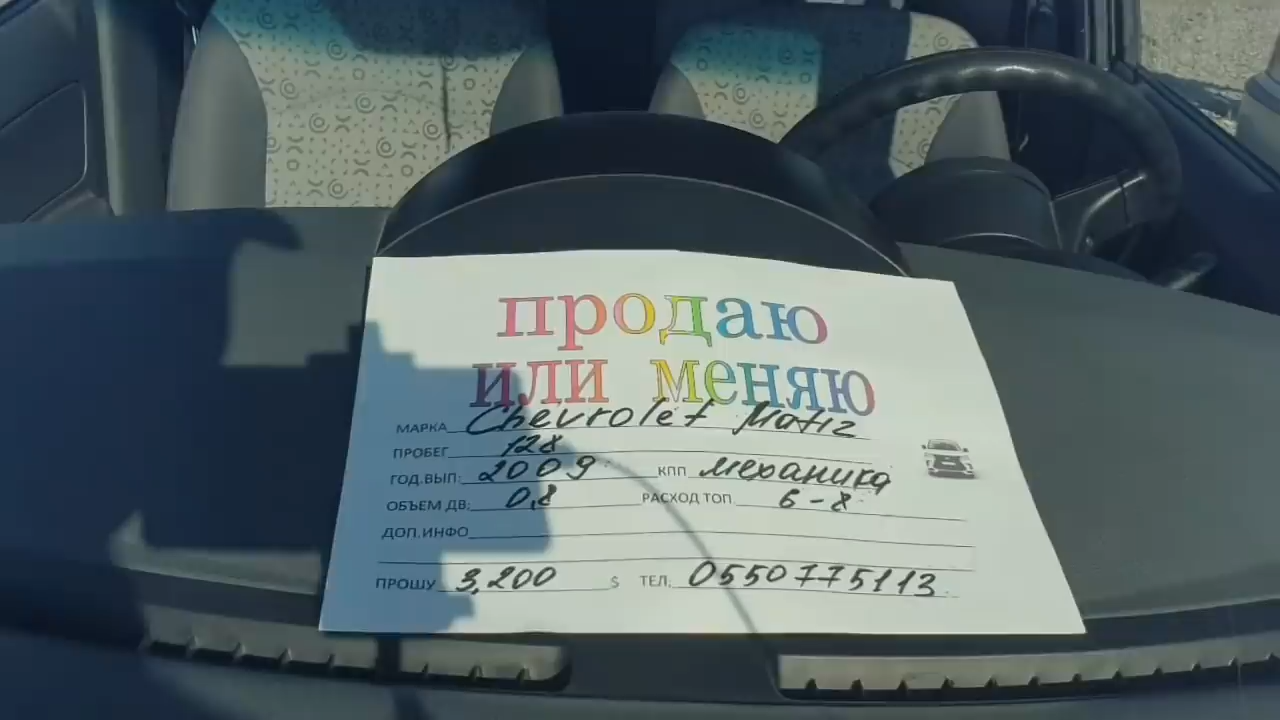 продаю
или меняю
МАРКА Chevrolet Matiz
ПРОБЕГ 128
ГОД.ВЫП: 2009 КПП механика
ОБЪЕМ ДВ: 0,8 РАСХОД ТОП. 6-8
ДОП.ИНФО
ПРОШУ 3,200 $ ТЕЛ. 0550775113